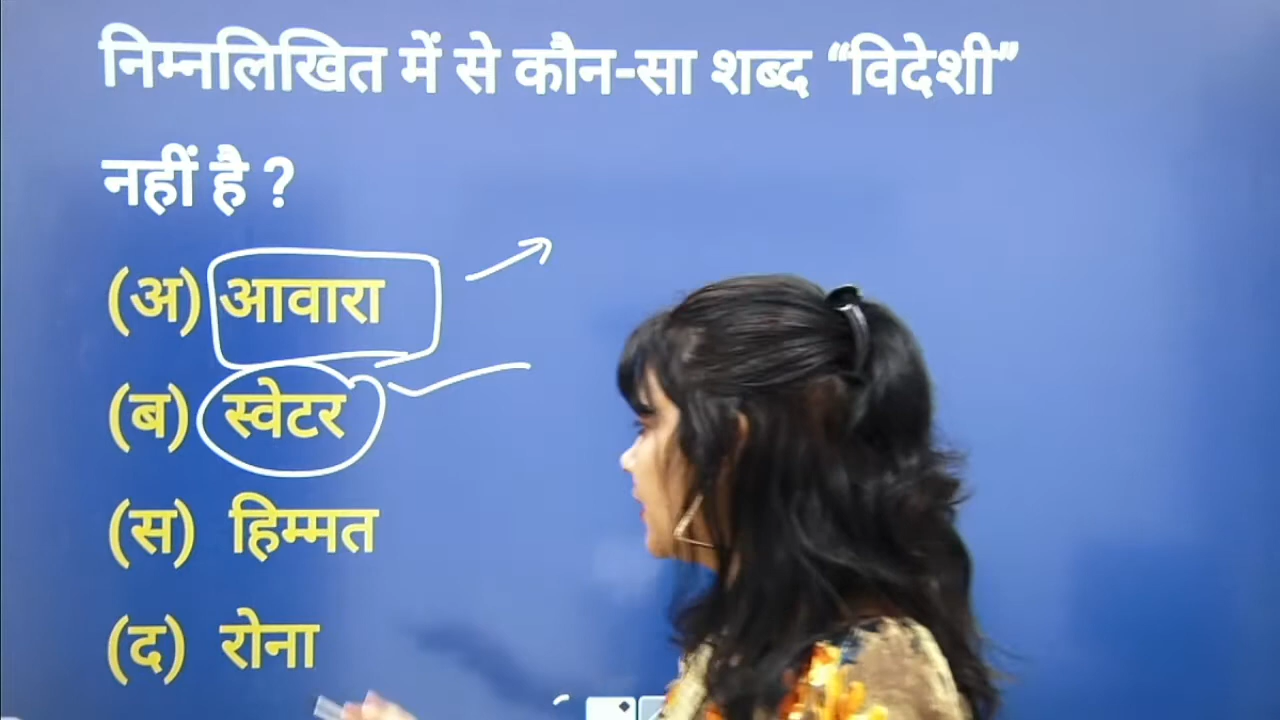 निम्नलिखित में से कौन-सा शब्द “विदेशी”
नहीं है ?
(अ) आवारा
(ब) स्वेटर
(स) हिम्मत
(द) रोना